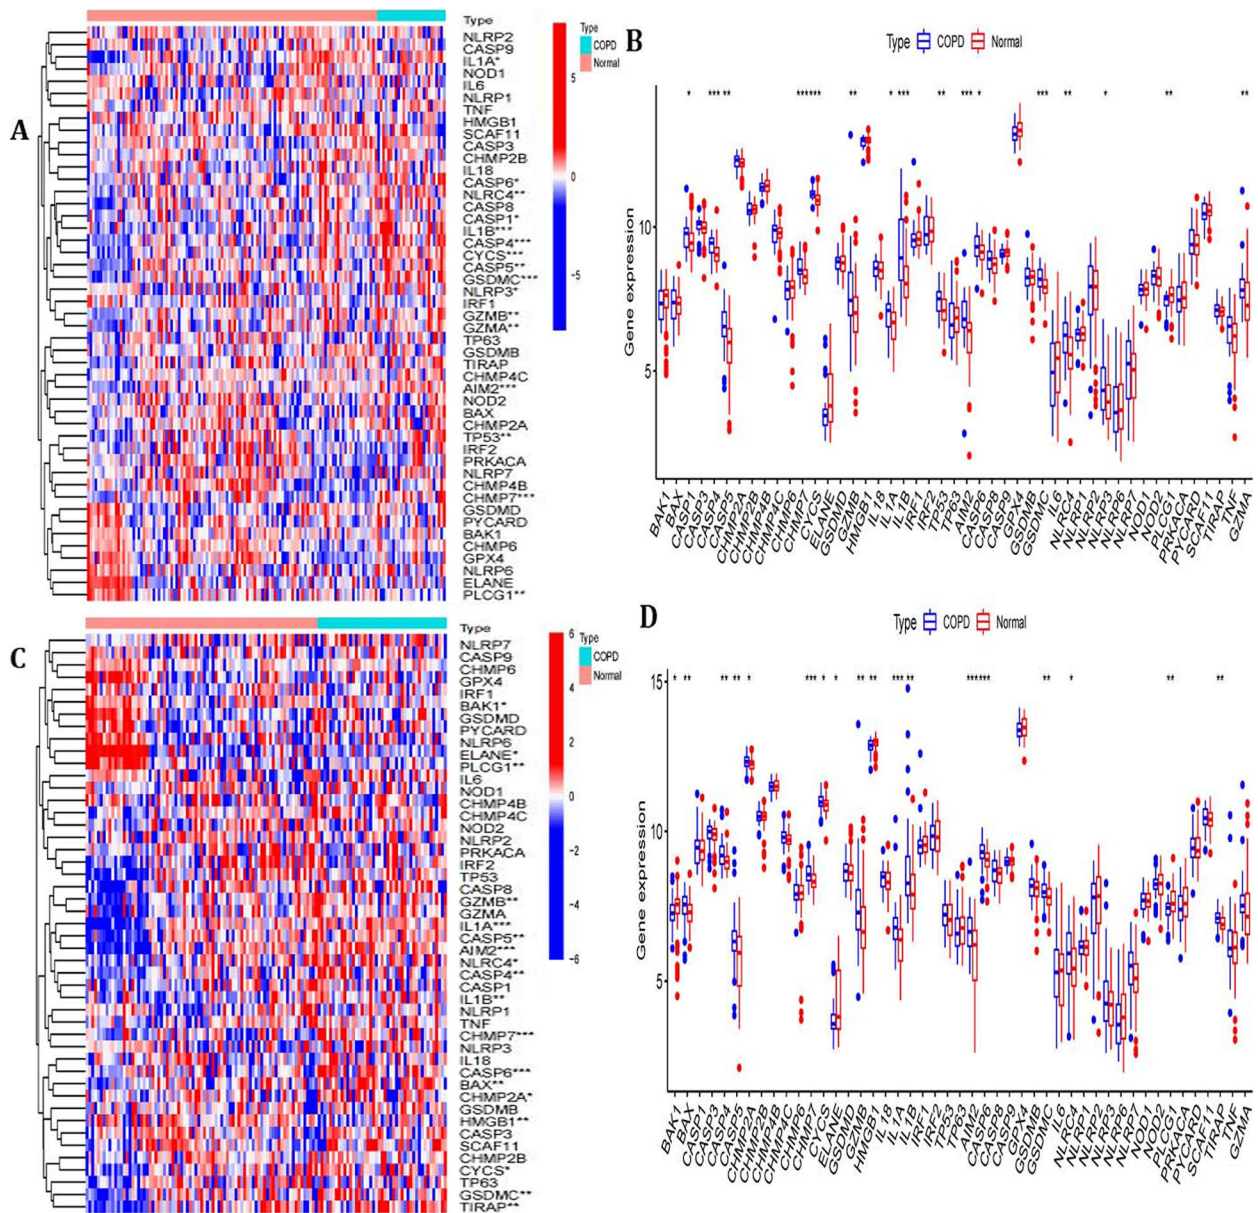 A
Type
NLRP2
CASP9
IL1A*
NOD1
IL6
NLRP1
TNF
HMGB1
SCAF11
CASP3
CHMP2B
IL18
CASP6*
NLRC4**
CASP8
CASP1*
IL1B***
CASP4***
CYCS***
CASP5**
GSDMC***
NLRP3*
IRF1
GZMB**
GZMA**
TP63
GSDMB
TIRAP
CHMP4C
AIM2***
NOD2
BAX
CHMP2A
TP53**
IRF2
PRKACA
NLRP7
CHMP4B
CHMP7***
GSDMD
PYCARD
BAK1
CHMP6
GPX4
NLRP6
ELANE
PLCG1**
5
0
−5
Type
COPD
Normal
B
Type COPD Normal
* *** ** *** *** ** * *** ** *** * *** ** * ** **
Gene expression
10
5
BAK1
BAX
CASP1
CASP3
CASP4
CASP5
CHMP2A
CHMP2B
CHMP4B
CHMP4C
CHMP6
CHMP7
CYCS
ELANE
GSDMD
GZMB
HMGB1
IL18
IL1A
IL1B
IRF1
IRF2
TP53
TP63
AIM2
CASP6
CASP8
CASP9
GPX4
GSDMB
GSDMC
IL6
NLRC4
NLRP1
NLRP2
NLRP3
NLRP6
NLRP7
NOD1
NOD2
PLCG1
PRKACA
PYCARD
SCAF11
TIRAP
TNF
GZMA
C
Type
NLRP7
CASP9
CHMP6
GPX4
IRF1
BAK1*
GSDMD
PYCARD
NLRP6
ELANE*
PLCG1**
IL6
NOD1
CHMP4B
CHMP4C
NOD2
NLRP2
PRKACA
IRF2
TP53
CASP8
GZMB**
GZMA
IL1A***
CASP5**
AIM2***
NLRC4*
CASP4**
CASP1
IL1B**
NLRP1
TNF
CHMP7***
NLRP3
IL18
CASP6***
BAX**
CHMP2A*
GSDMB
HMGB1**
CASP3
SCAF11
CHMP2B
CYCS*
TP63
GSDMC**
TIRAP**
6
4
2
0
−2
−4
−6
Type
COPD
Normal
D
Type COPD Normal
* ** ** ** * *** * * ** ** *** ** *** *** ** * ** **
Gene expression
15
10
5
BAK1
BAX
CASP1
CASP3
CASP4
CASP5
CHMP2A
CHMP2B
CHMP4B
CHMP4C
CHMP6
CHMP7
CYCS
ELANE
GSDMD
GZMB
HMGB1
IL18
IL1A
IL1B
IRF1
IRF2
TP53
TP63
AIM2
CASP6
CASP8
CASP9
GPX4
GSDMB
GSDMC
IL6
NLRC4
NLRP1
NLRP2
NLRP3
NLRP6
NLRP7
NOD1
NOD2
PLCG1
PRKACA
PYCARD
SCAF11
TIRAP
TNF
GZMA